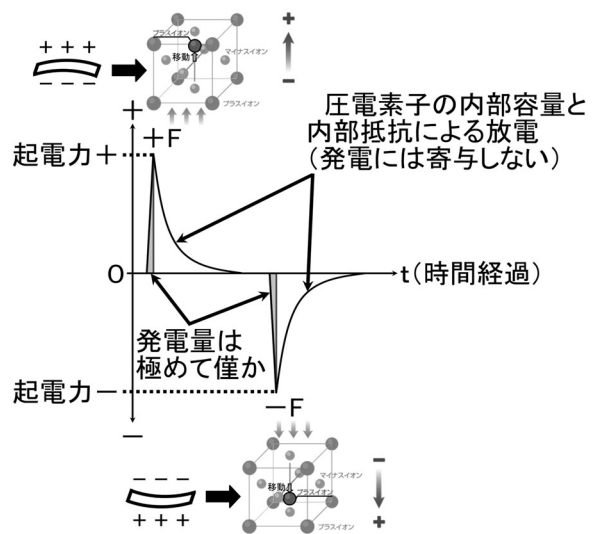 プラスイオン
マイナスイオン
移動⇧
プラスイオン
+
−
+ + +
− − −
+
+F
圧電素子の内部容量と
内部抵抗による放電
（発電には寄与しない）
起電力+
O
t（時間経過）
発電量は
極めて僅か
起電力−
−
−F
マイナスイオン
移動⇩
プラスイオン
プラスイオン
−
+
− − −
+ + +